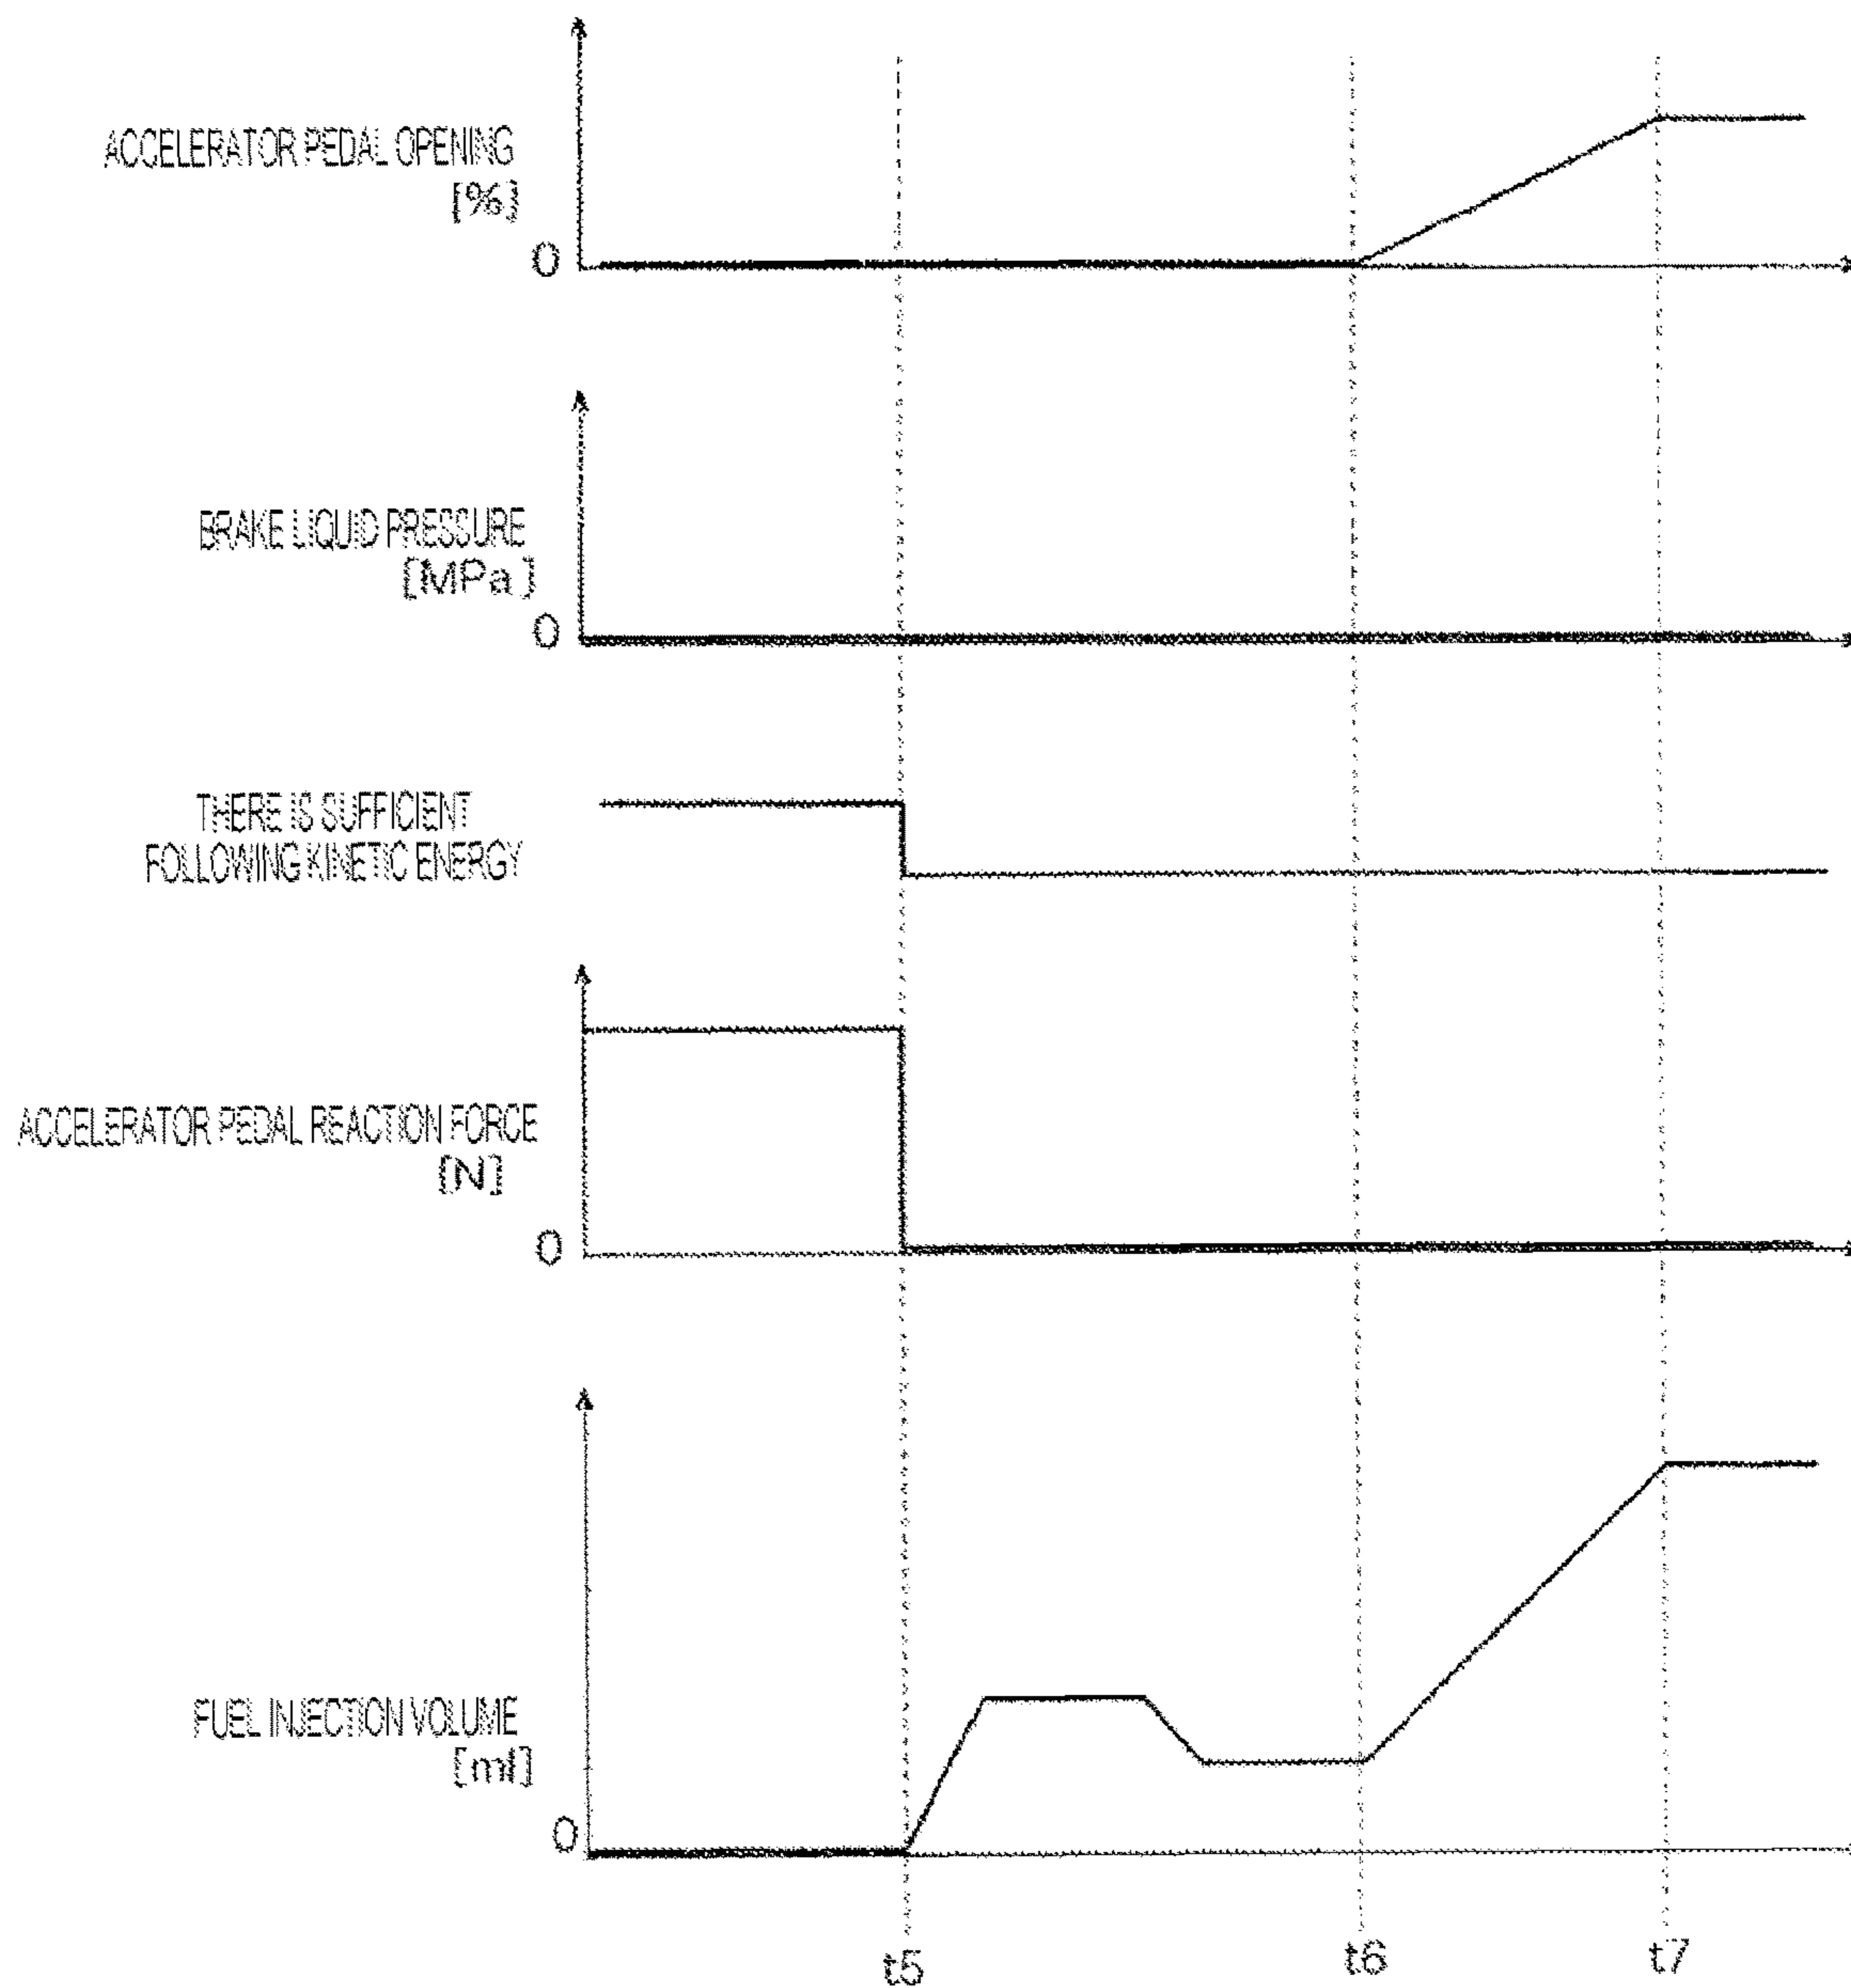 ACCELERATOR PEDAL OPENING
[%]
0
BRAKE LIQUID PRESSURE
[MPa]
0
THERE IS SUFFICIENT
FOLLOWING KINETIC ENERGY
ACCELERATOR PEDAL REACTION FORCE
[N]
0
FUEL INJECTION VOLUME
[ml]
0
t5 t6 t7